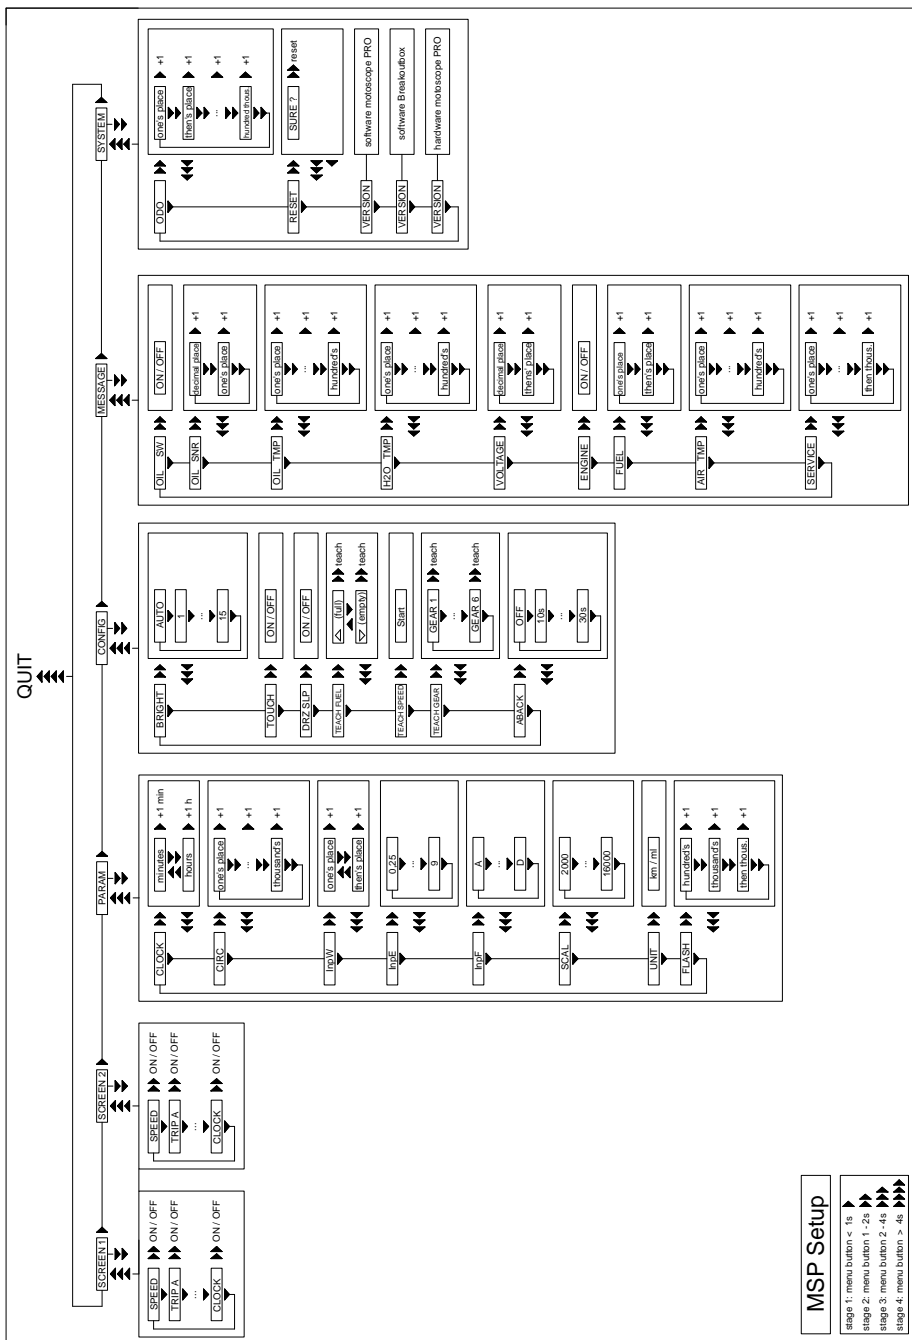 QUIT
SCREEN 1
SPEED
ON / OFF
TRIP A
ON / OFF
...
CLOCK
ON / OFF
SCREEN 2
SPEED
ON / OFF
TRIP A
ON / OFF
...
CLOCK
ON / OFF
PARAM
CLOCK
minutes
+1 min
hours
+1 h
CIRC
one's place
+1
...
+1
thousand's
+1
InpW
one's place
+1
then's place
+1
InpE
0,25
...
9
InpF
A
...
D
SCAL
2000
...
16000
UNIT
km / ml
FLASH
hundred's
+1
thousand's
+1
then thous.
+1
CONFIG
BRIGHT
AUTO
1
...
15
TOUCH
ON / OFF
DRZ SLP
ON / OFF
TEACH FUEL
(full)
teach
(empty)
teach
TEACH SPEED
Start
TEACH GEAR
GEAR 1
teach
...
GEAR 6
teach
ABACK
OFF
10s
...
30s
MESSAGE
OIL SW
ON / OFF
OIL SNR
decimal place
+1
one's place
+1
OIL TMP
one's place
+1
...
+1
hundred's
+1
H2O TMP
one's place
+1
...
+1
hundred's
+1
VOLTAGE
decimal place
+1
thens' place
+1
ENGINE
ON / OFF
FUEL
one's place
+1
then's place
+1
AIR TMP
one's place
+1
...
+1
hundred's
+1
SERVICE
one's place
+1
...
+1
then thous.
+1
SYSTEM
ODO
one's place
+1
then's place
+1
...
+1
hundred thous.
+1
RESET
SURE ?
reset
VERSION
software motoscope PRO
VERSION
software Breakoutbox
VERSION
hardware motoscope PRO
MSP Setup
stage 1: menu button < 1s
stage 2: menu button 1 - 2s
stage 3: menu button 2 - 4s
stage 4: menu button > 4s